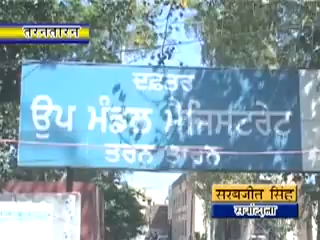 ਤਰਨਤਾਰਨ
ਦਫ਼ਤਰ
ਉਪ ਮੰਡਲ ਮੈਜਿਸਟਰੇਟ
ਤਰਨ ਤਾਰਨ
ਸਰਬਜੀਤ ਸਿੰਘ